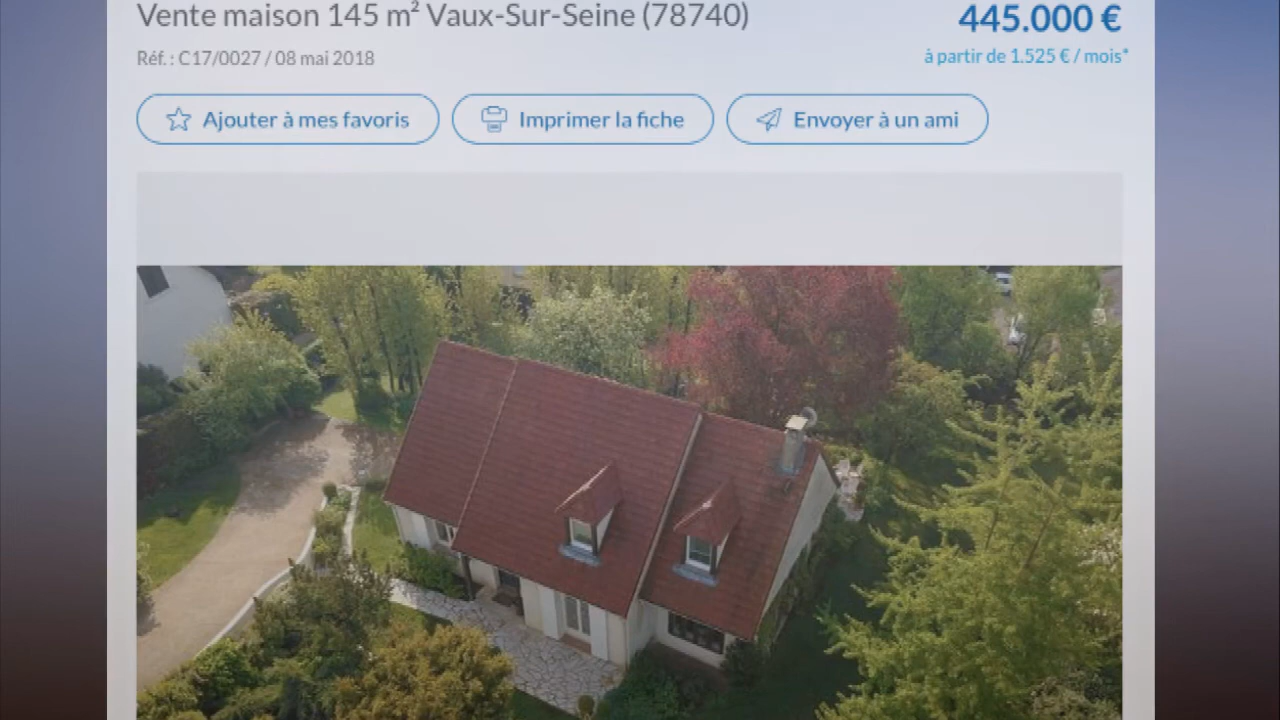 Vente maison 145 m² Vaux-Sur-Seine (78740)
445.000 €
Réf. : C17/0027 / 08 mai 2018
à partir de 1.525 € / mois*
Ajouter à mes favoris
Imprimer la fiche
Envoyer à un ami